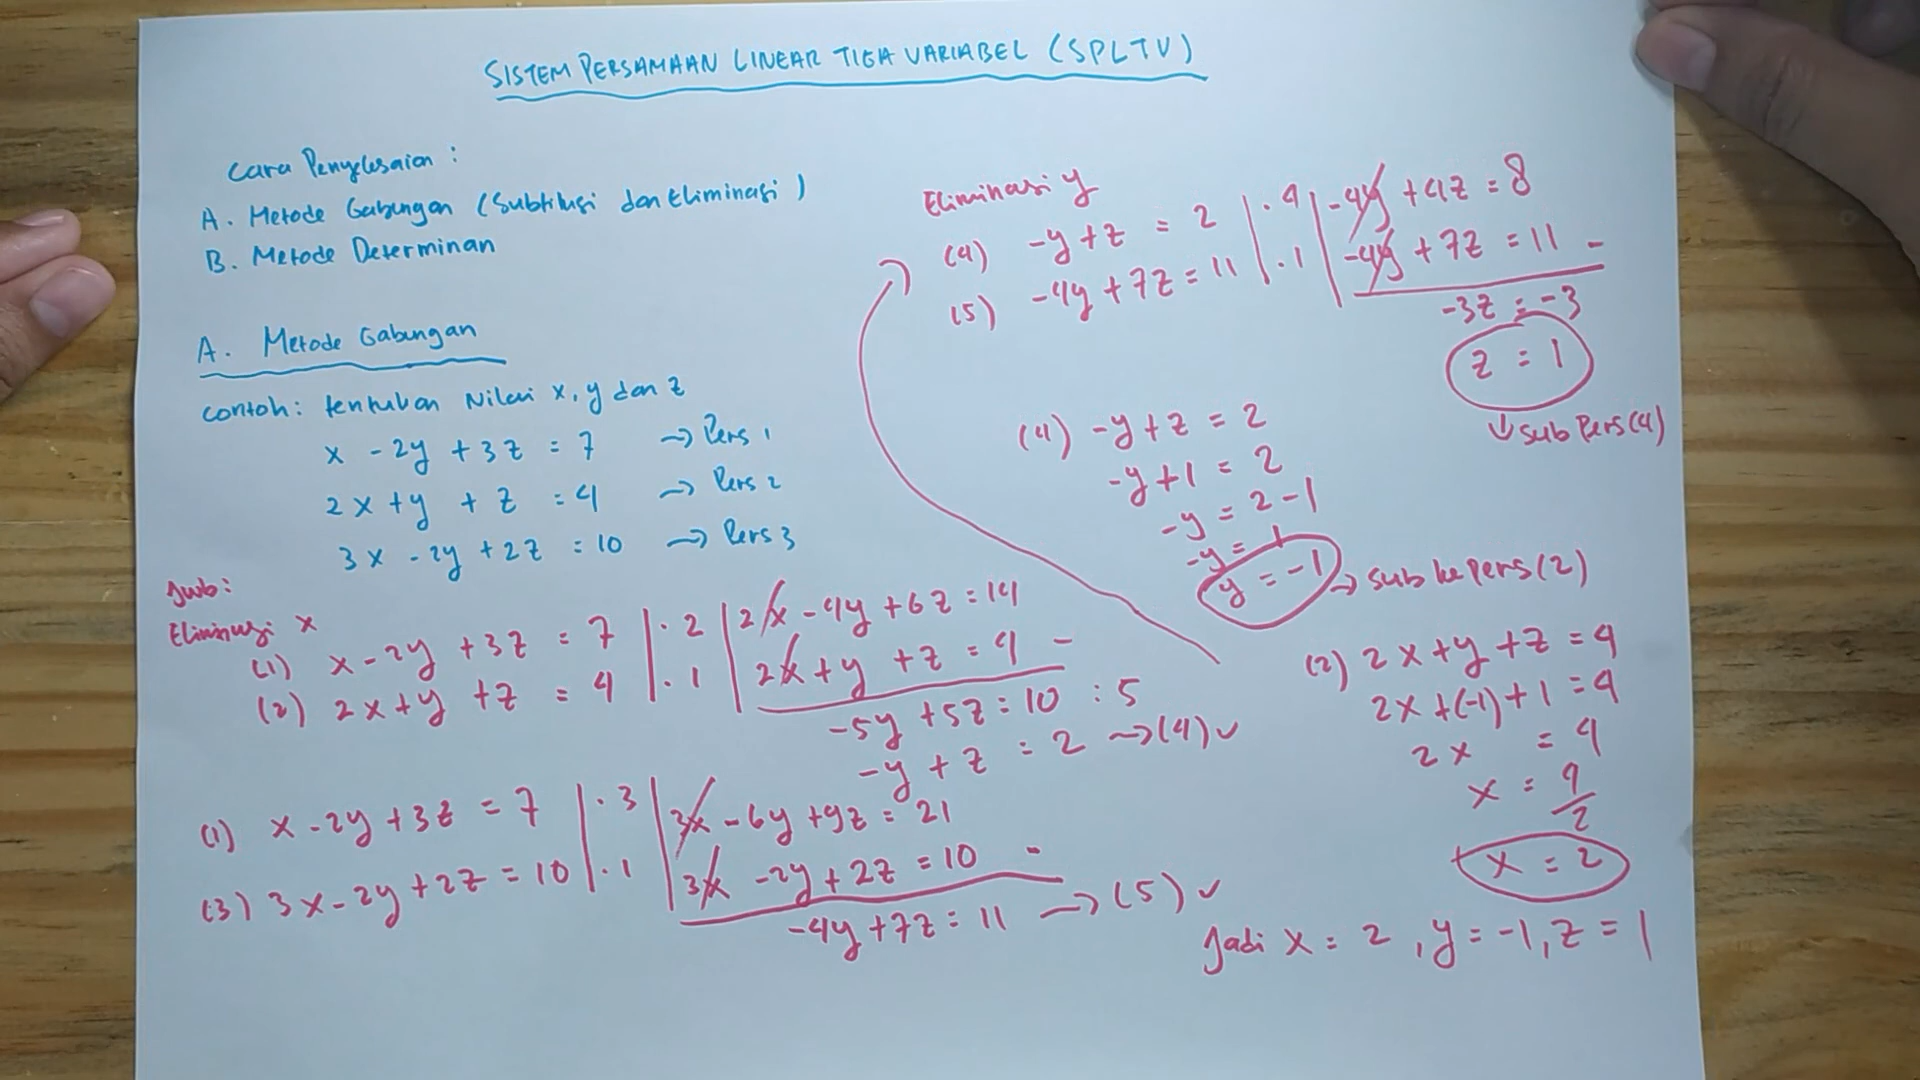 SISTEM PERSAMAAN LINEAR TIGA VARIABEL (SPLTV)
Cara Penyelesaian :
A. Metode Gabungan (Subtitusi dan Eliminasi)
B. Metode Determinan
A. Metode Gabungan
Contoh: tentukan Nilai x, y dan z
x - 2y + 3z = 7 → Pers 1
2x + y + z = 4 → Pers 2
3x - 2y + 2z = 10 → Pers 3
Jwb:
Eliminasi x
(1) x - 2y + 3z = 7 | . 2 | 2x - 4y + 6z = 14
(2) 2x + y + z = 4 | . 1 | 2x + y + z = 4 -
-5y + 5z = 10 : 5
-y + z = 2 → (4) ✓
(1) x - 2y + 3z = 7 | . 3 | 3x - 6y + 9z = 21
(3) 3x - 2y + 2z = 10 | . 1 | 3x - 2y + 2z = 10 -
-4y + 7z = 11 → (5) ✓
Eliminasi y
(4) -y + z = 2 | . 4 | -4y + 4z = 8
(5) -4y + 7z = 11 | . 1 | -4y + 7z = 11 -
-3z = -3
z = 1
↓ sub Pers (4)
(4) -y + z = 2
-y + 1 = 2
-y = 2 - 1
-y = 1
y = -1 → sub ke pers (2)
(2) 2x + y + z = 4
2x + (-1) + 1 = 4
2x = 4
x = 4/2
x = 2
Jadi x = 2 , y = -1, z = 1